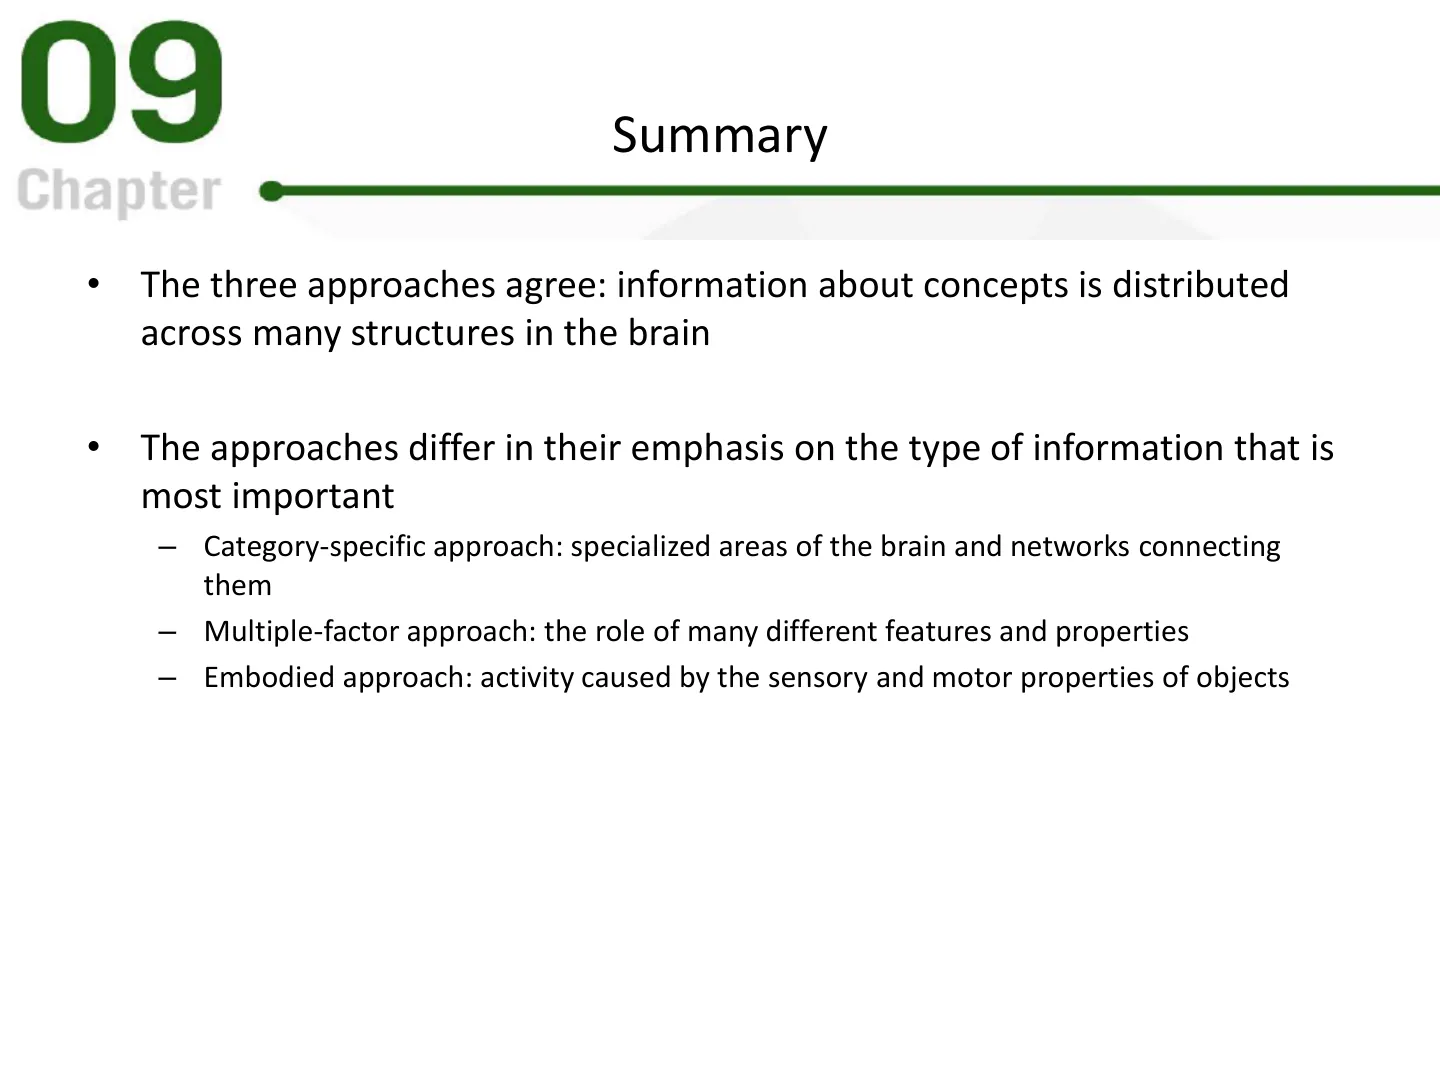 09
Chapter
Summary
• The three approaches agree: information about concepts is distributed
across many structures in the brain
• The approaches differ in their emphasis on the type of information that is
most important
– Category-specific approach: specialized areas of the brain and networks connecting
them
– Multiple-factor approach: the role of many different features and properties
– Embodied approach: activity caused by the sensory and motor properties of objects